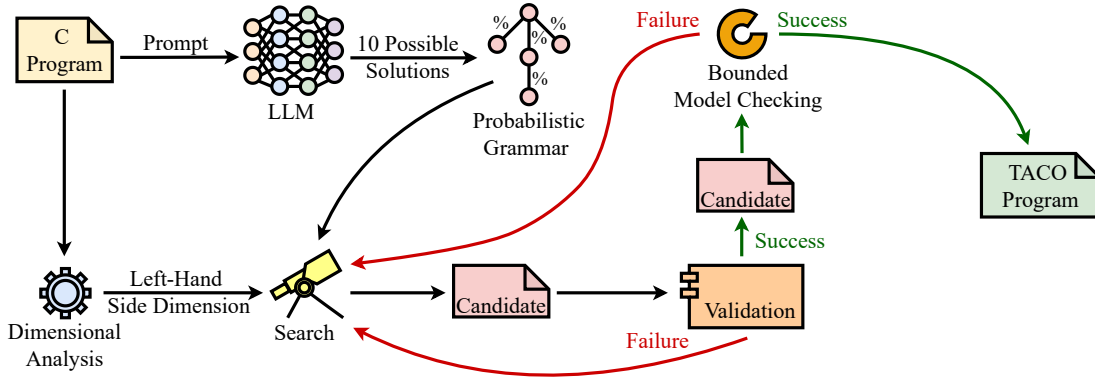 C
Program
Prompt
LLM
10 Possible
Solutions
%
%
%
%
Probabilistic
Grammar
Failure
Success
Bounded
Model Checking
TACO
Program
Candidate
Success
Dimensional
Analysis
Left-Hand
Side Dimension
Search
Candidate
Validation
Failure